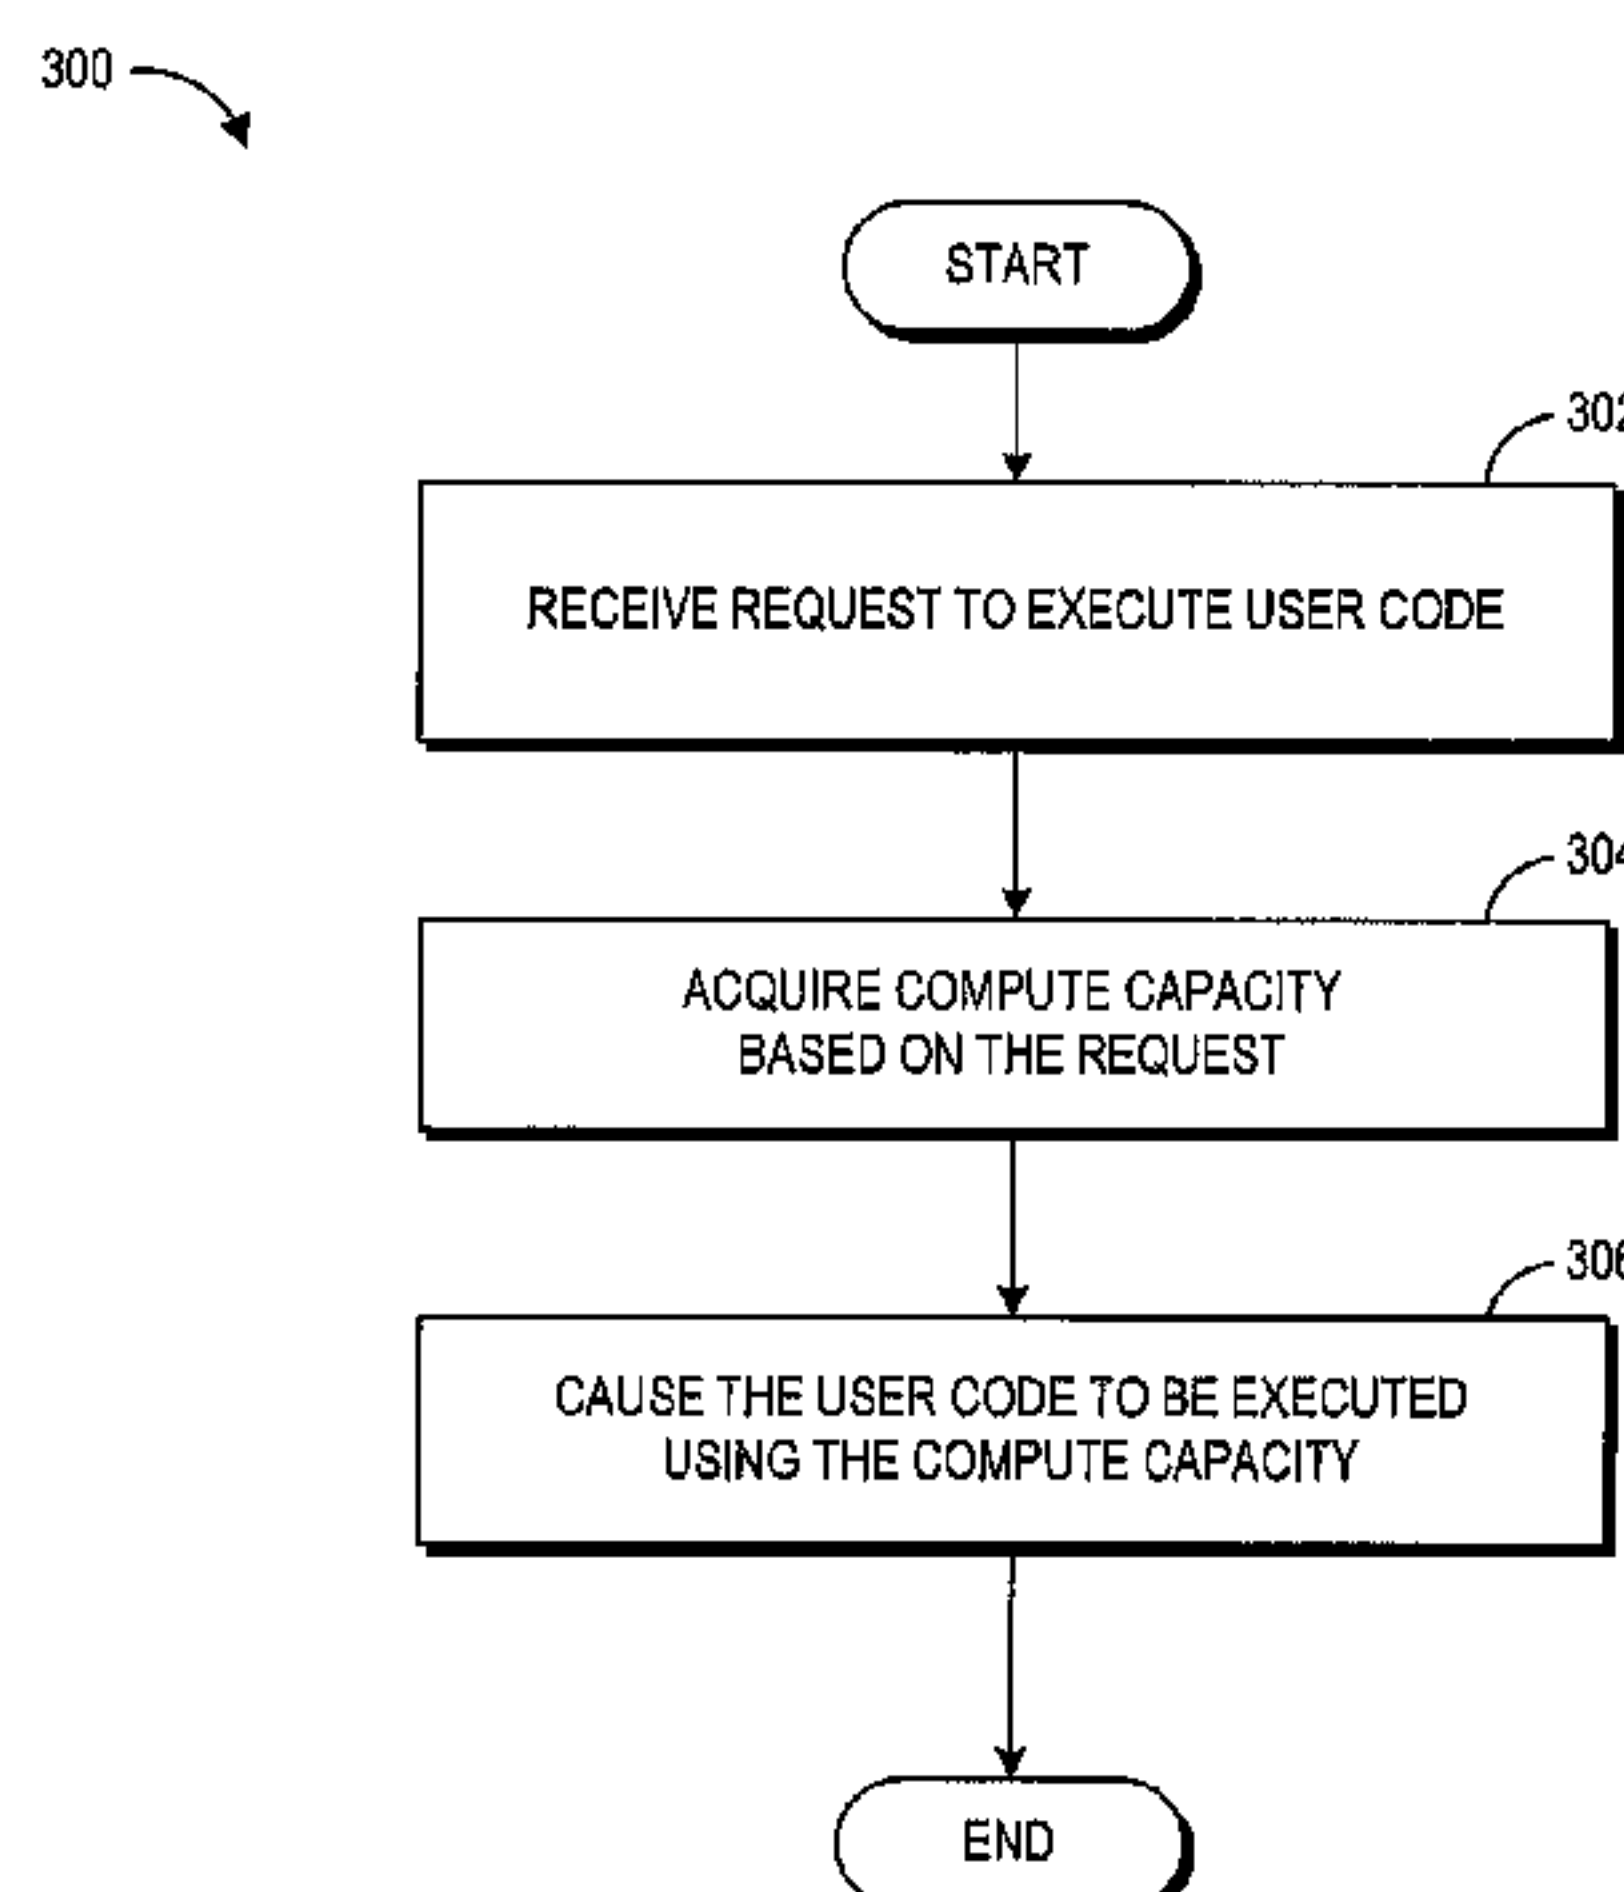 300
START
302
RECEIVE REQUEST TO EXECUTE USER CODE
304
ACQUIRE COMPUTE CAPACITY
BASED ON THE REQUEST
306
CAUSE THE USER CODE TO BE EXECUTED
USING THE COMPUTE CAPACITY
END